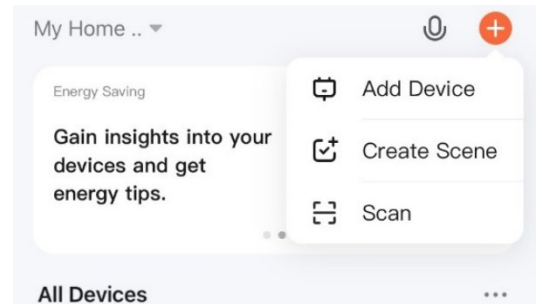 My Home ..
Energy Saving
Gain insights into your
devices and get
energy tips.
Add Device
Create Scene
Scan
All Devices